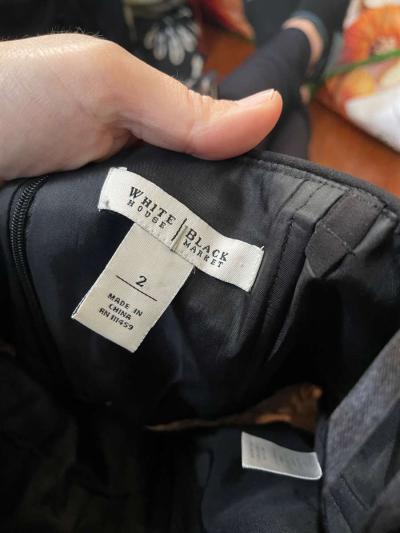 WHITE | BLACK
HOUSE | MARKET
2
MADE IN
CHINA
RN 111459